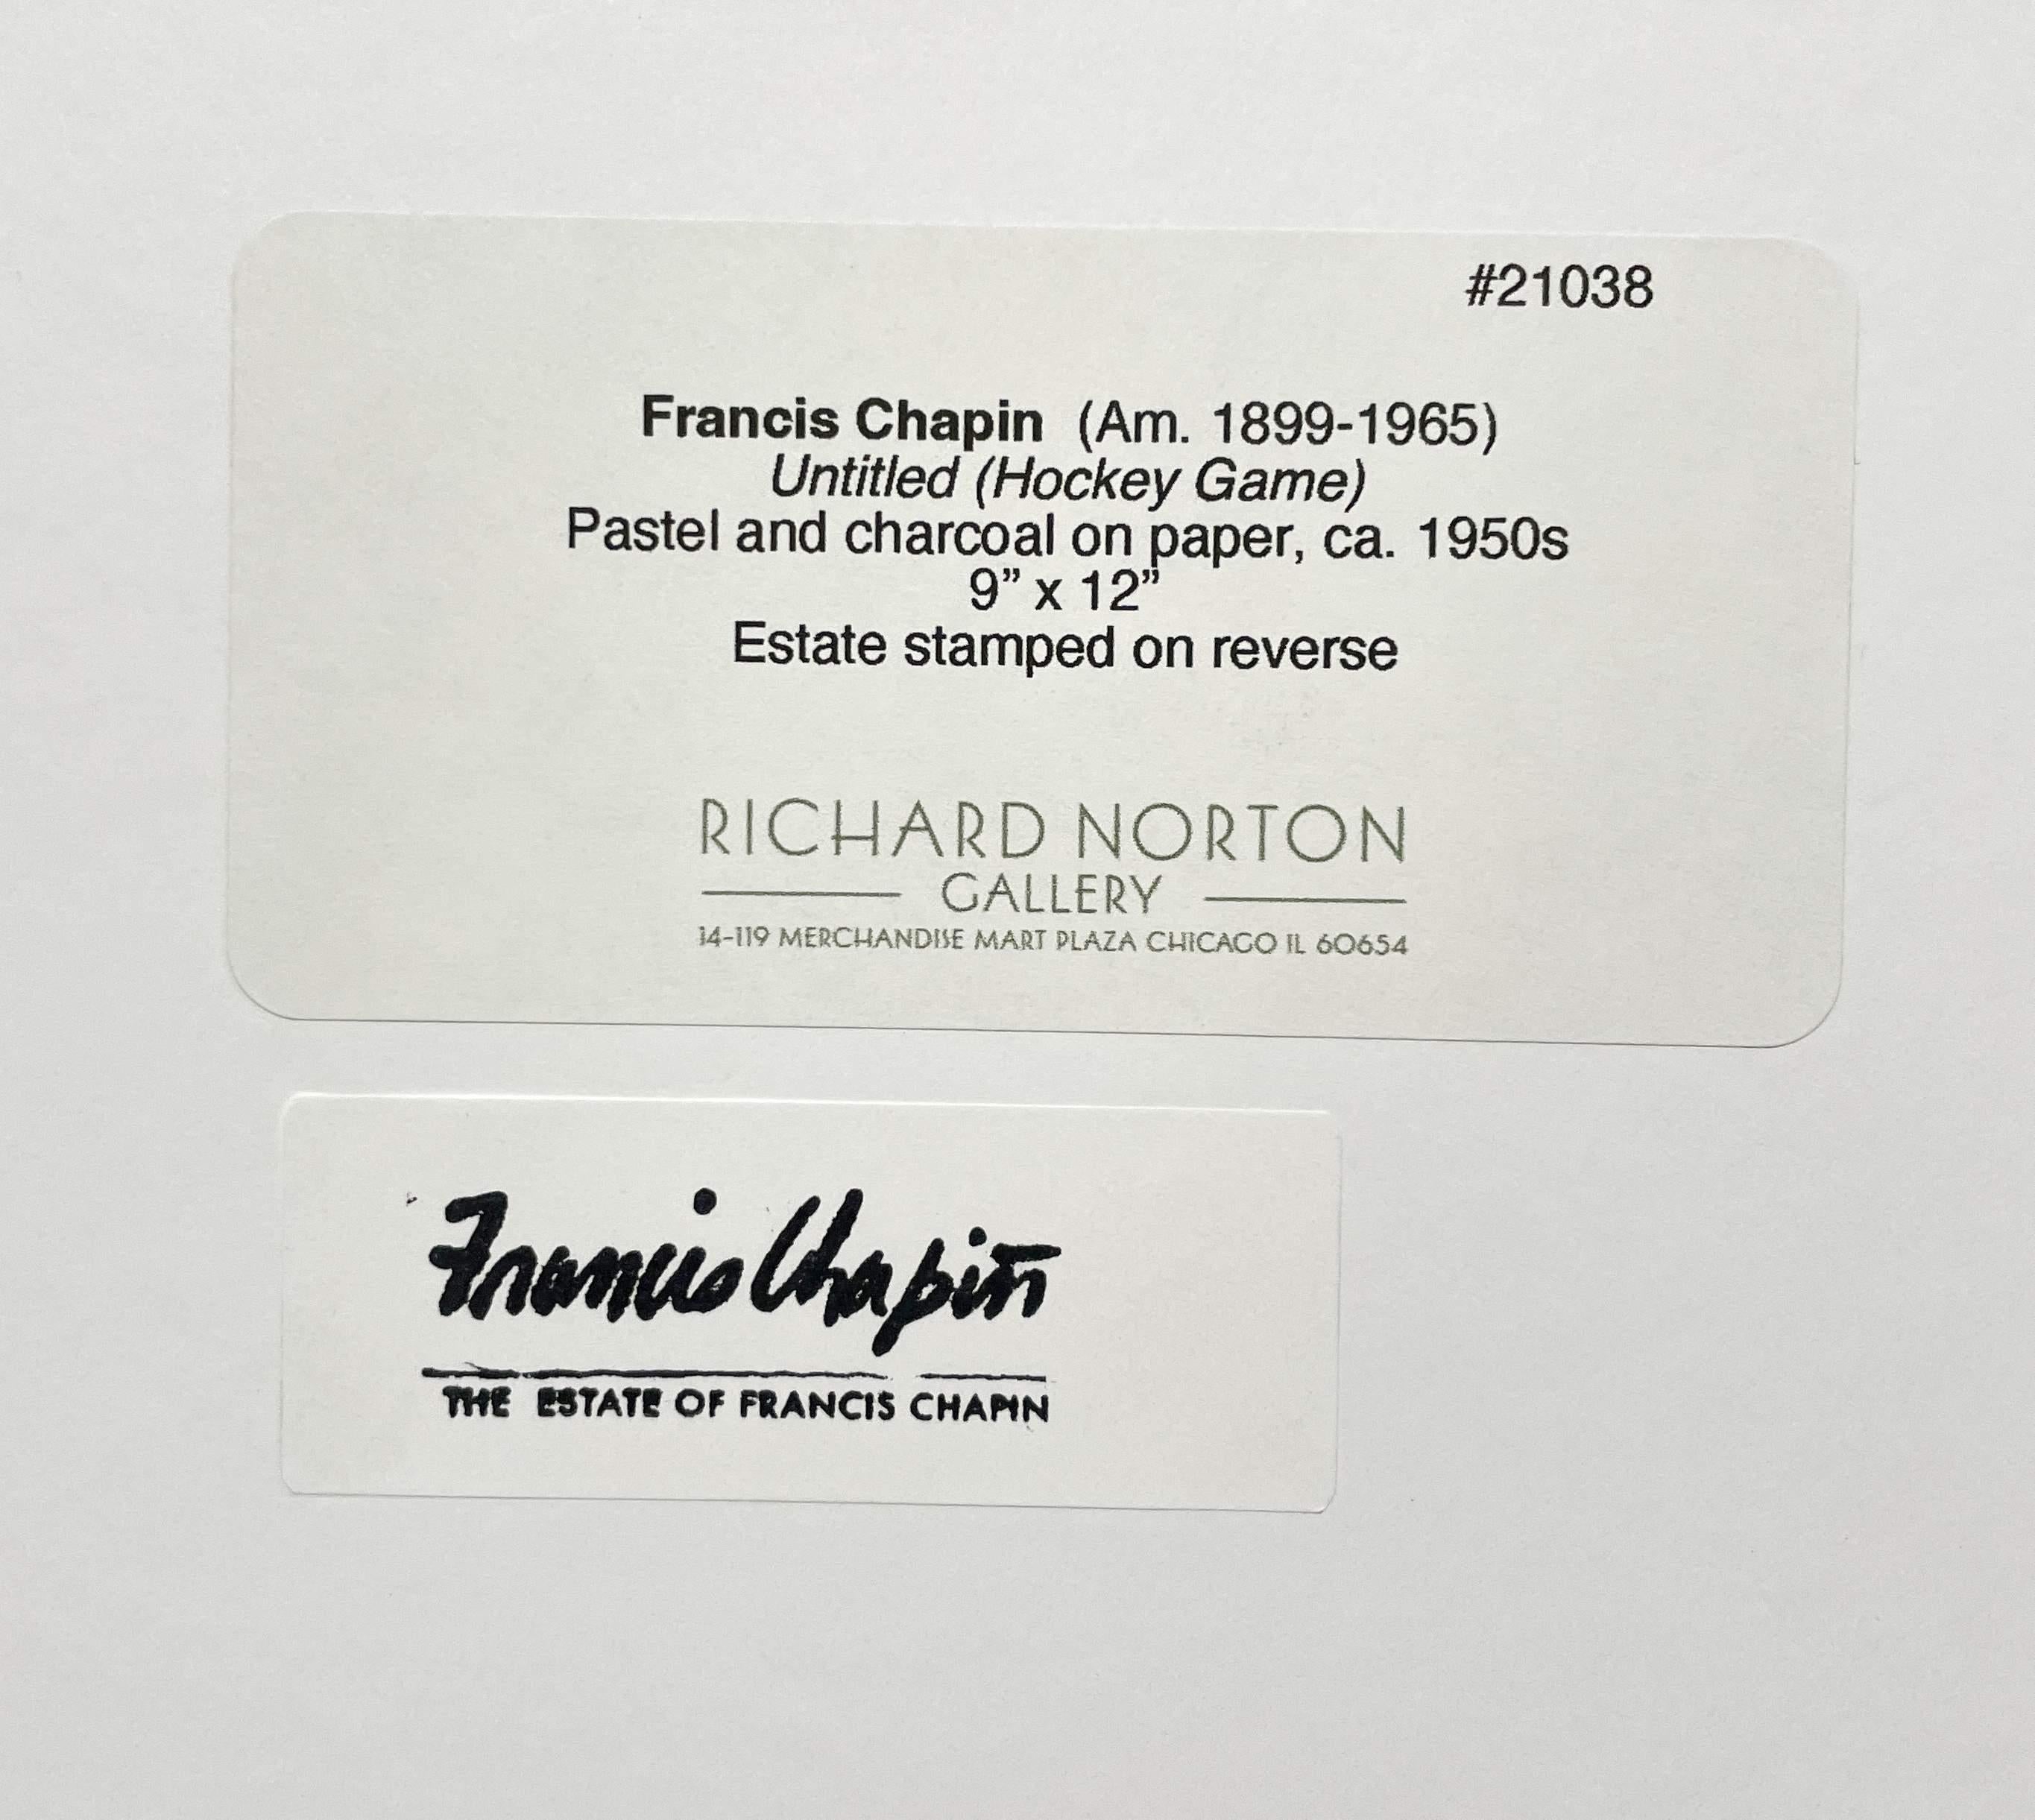 #21038
Francis Chapin (Am. 1899-1965)
Untitled (Hockey Game)
Pastel and charcoal on paper, ca. 1950s
9” x 12”
Estate stamped on reverse
RICHARD NORTON
GALLERY
14-119 MERCHANDISE MART PLAZA CHICAGO IL 60654
Francis Chapin
THE ESTATE OF FRANCIS CHAPIN